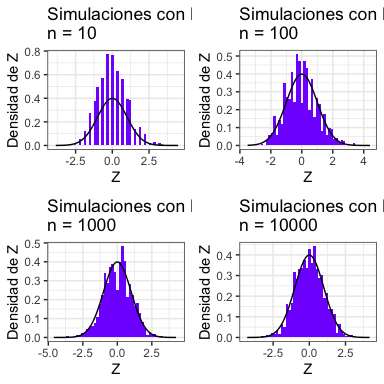 Simulaciones con
n = 10
Densidad de Z
0.8
0.6
0.4
0.2
0.0
-2.5 0.0 2.5
Z
Simulaciones con
n = 100
Densidad de Z
0.5
0.4
0.3
0.2
0.1
0.0
-4 -2 0 2 4
Z
Simulaciones con
n = 1000
Densidad de Z
0.5
0.4
0.3
0.2
0.1
0.0
-5.0 -2.5 0.0 2.5
Z
Simulaciones con
n = 10000
Densidad de Z
0.4
0.3
0.2
0.1
0.0
-2.5 0.0 2.5
Z